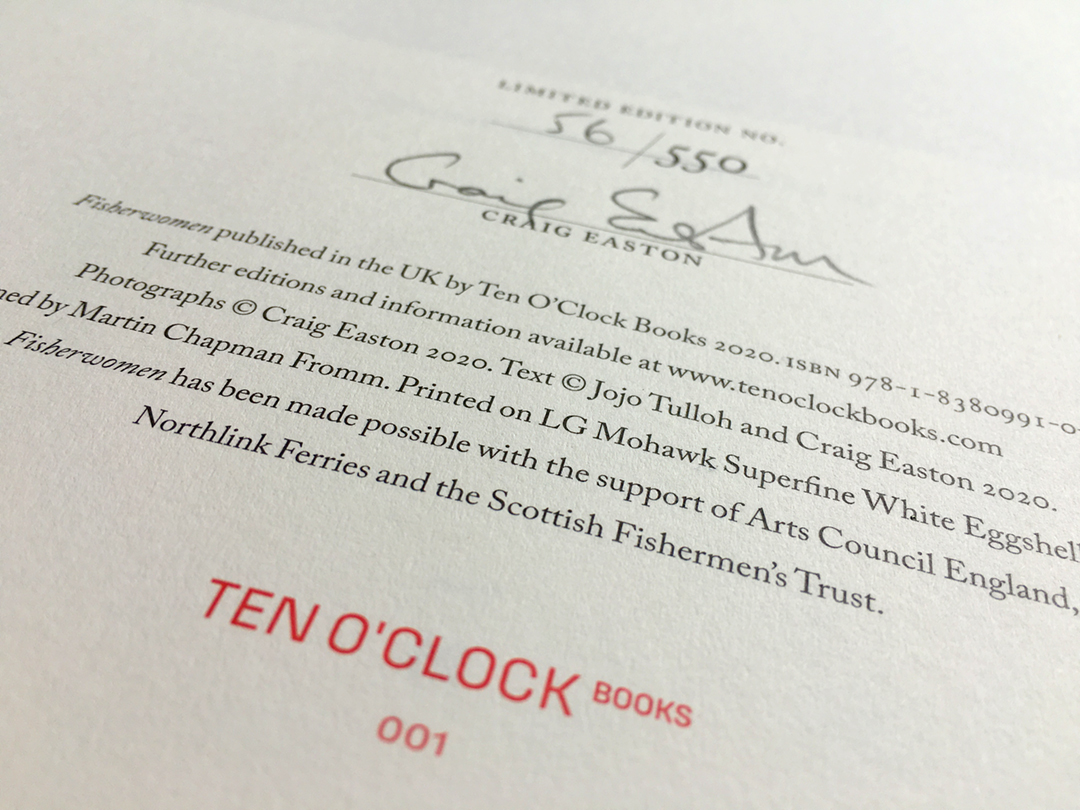 LIMITED EDITION NO.
56/550
Craig Easton
CRAIG EASTON
Fisherwomen published in the UK by Ten O'Clock Books 2020. ISBN 978-1-8380991-0-
Further editions and information available at www.tenoclockbooks.com
Photographs © Craig Easton 2020. Text © Jojo Tulloh and Craig Easton 2020.
ned by Martin Chapman Fromm. Printed on LG Mohawk Superfine White Eggshell
Fisherwomen has been made possible with the support of Arts Council England,
Northlink Ferries and the Scottish Fishermen's Trust.
TEN O'CLOCK BOOKS
001